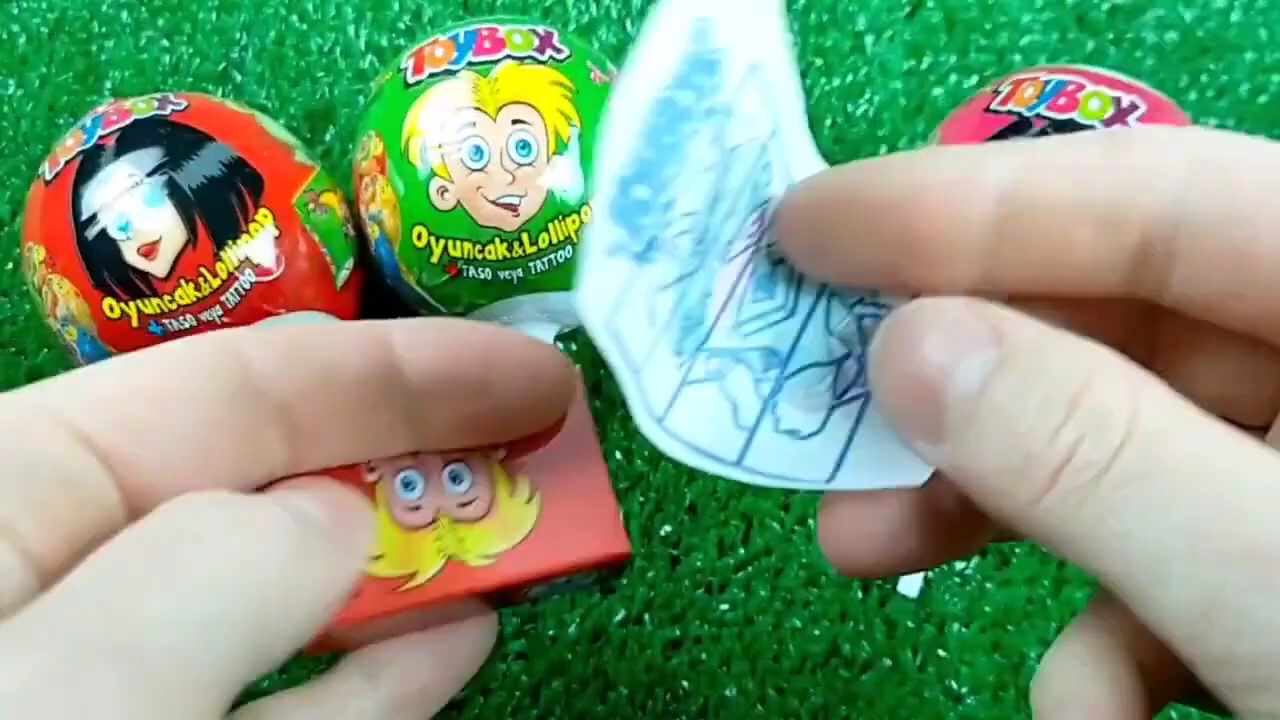 ToyBox
Oyuncak&Lollipop
+ TASO veya TATTOO
ToyBox
Oyuncak&Lollipo
TASO veya TATTOO
ToyBox